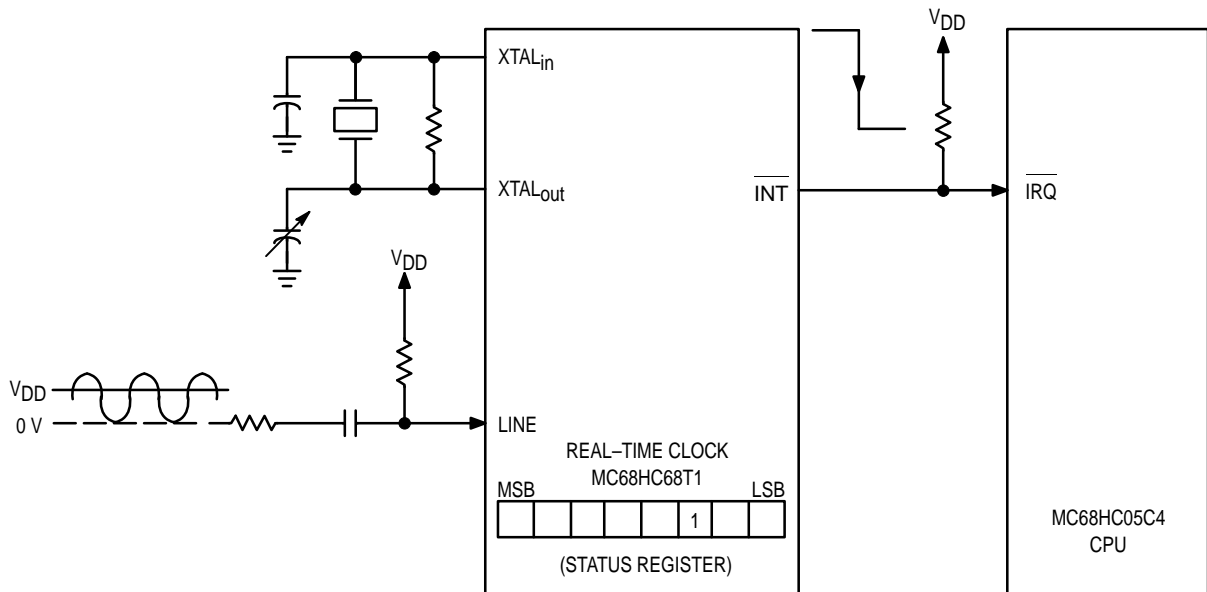 V_DD
XTAL_in
XTAL_out
INT
IRQ
V_DD
V_DD
0 V
LINE
REAL–TIME CLOCK
MC68HC68T1
MSB LSB
1
(STATUS REGISTER)
MC68HC05C4
CPU